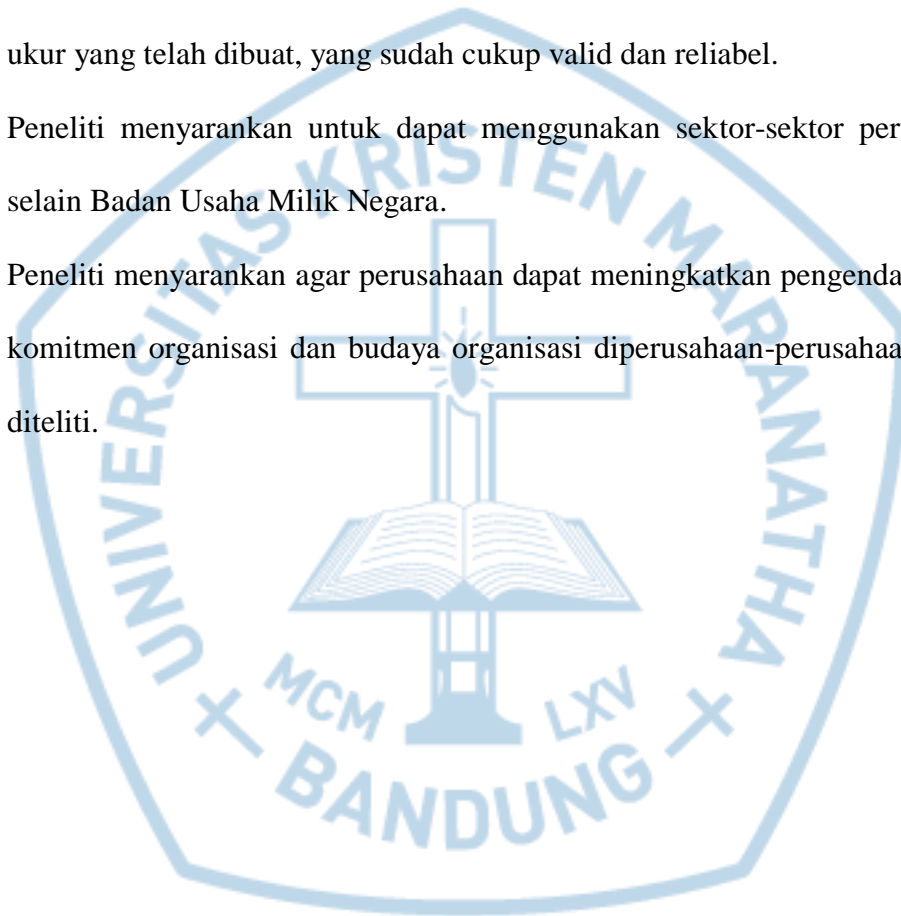 ukur yang telah dibuat, yang sudah cukup valid dan reliabel.
Peneliti menyarankan untuk dapat menggunakan sektor-sektor per
selain Badan Usaha Milik Negara.
Peneliti menyarankan agar perusahaan dapat meningkatkan pengenda
komitmen organisasi dan budaya organisasi diperusahaan-perusahaa
diteliti.
UNIVERSITAS KRISTEN MARANATHA
MCM LXV
BANDUNG